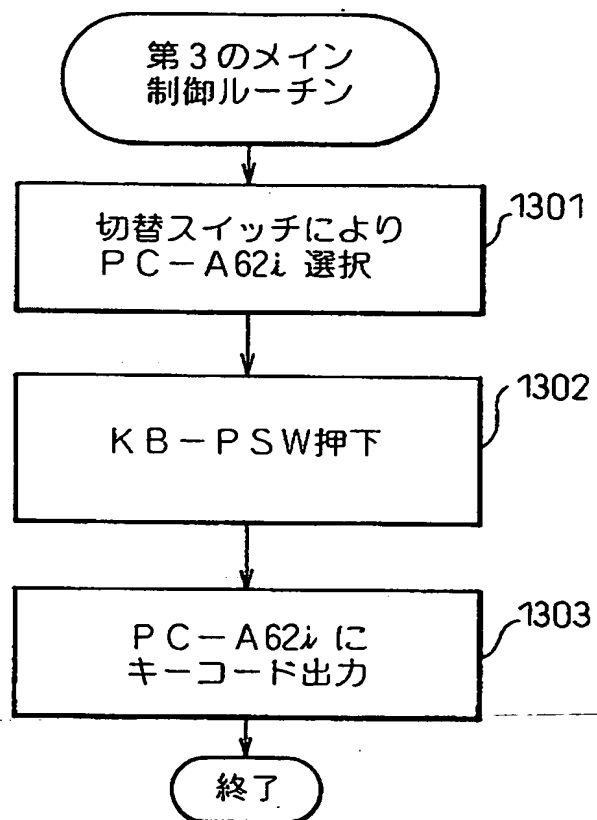 第3のメイン
制御ルーチン
切替スイッチにより
PC-A62i 選択
1301
KB-PSW押下
1302
PC-A62i に
キーコード出力
1303
終了